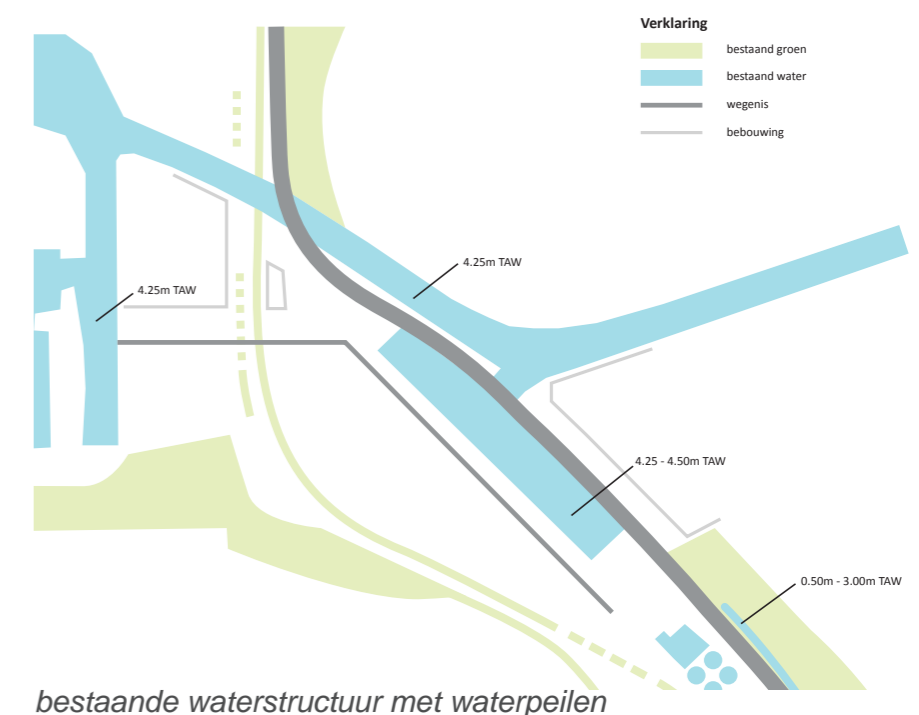 Verklaring
bestaand groen
bestaand water
wegenis
bebouwing
4.25m TAW
4.25m TAW
4.25 - 4.50m TAW
0.50m - 3.00m TAW
bestaande waterstructuur met waterpeilen